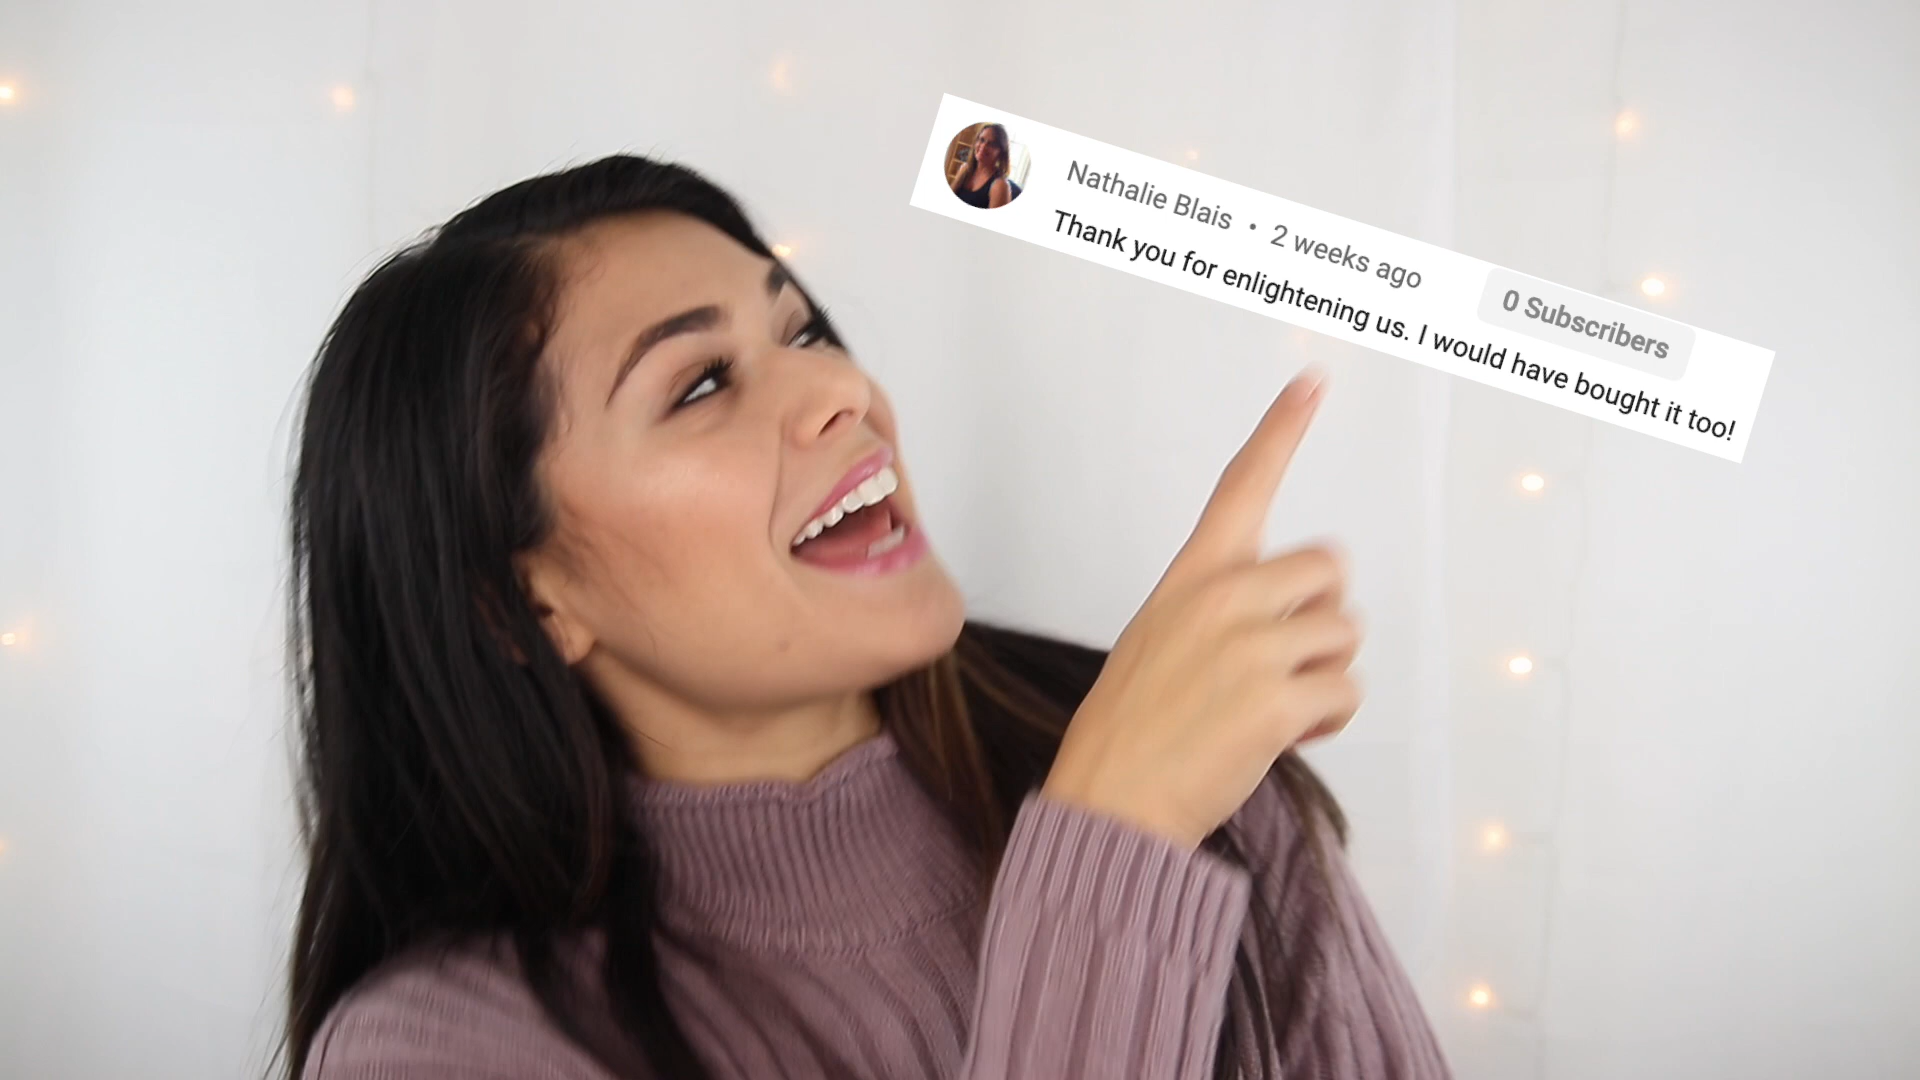 Nathalie Blais • 2 weeks ago
0 Subscribers
Thank you for enlightening us. I would have bought it too!